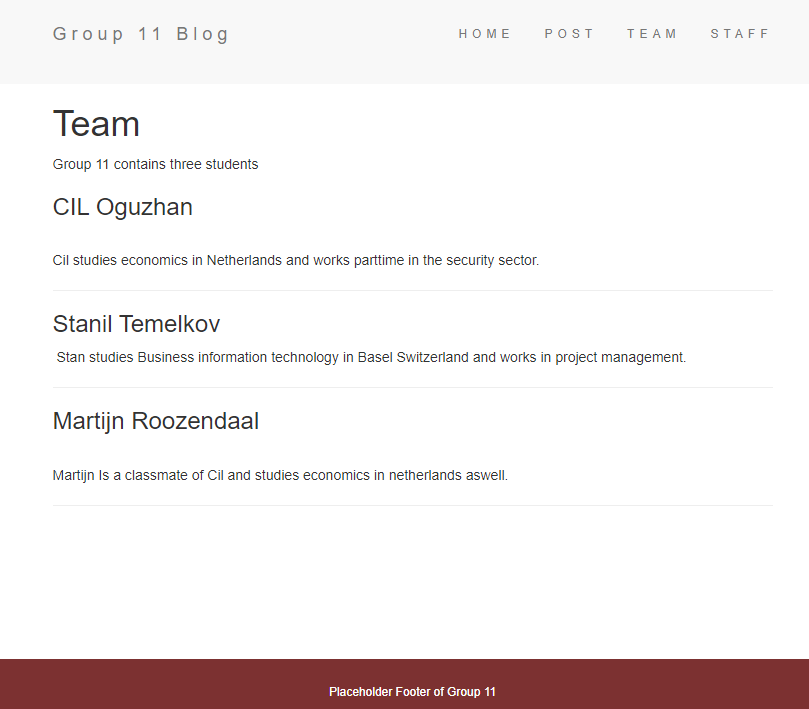 Group 11 Blog
HOME POST TEAM STAFF
Team
Group 11 contains three students
CIL Oguzhan
Cil studies economics in Netherlands and works parttime in the security sector.
Stanil Temelkov
Stan studies Business information technology in Basel Switzerland and works in project management.
Martijn Roozendaal
Martijn Is a classmate of Cil and studies economics in netherlands aswell.
Placeholder Footer of Group 11